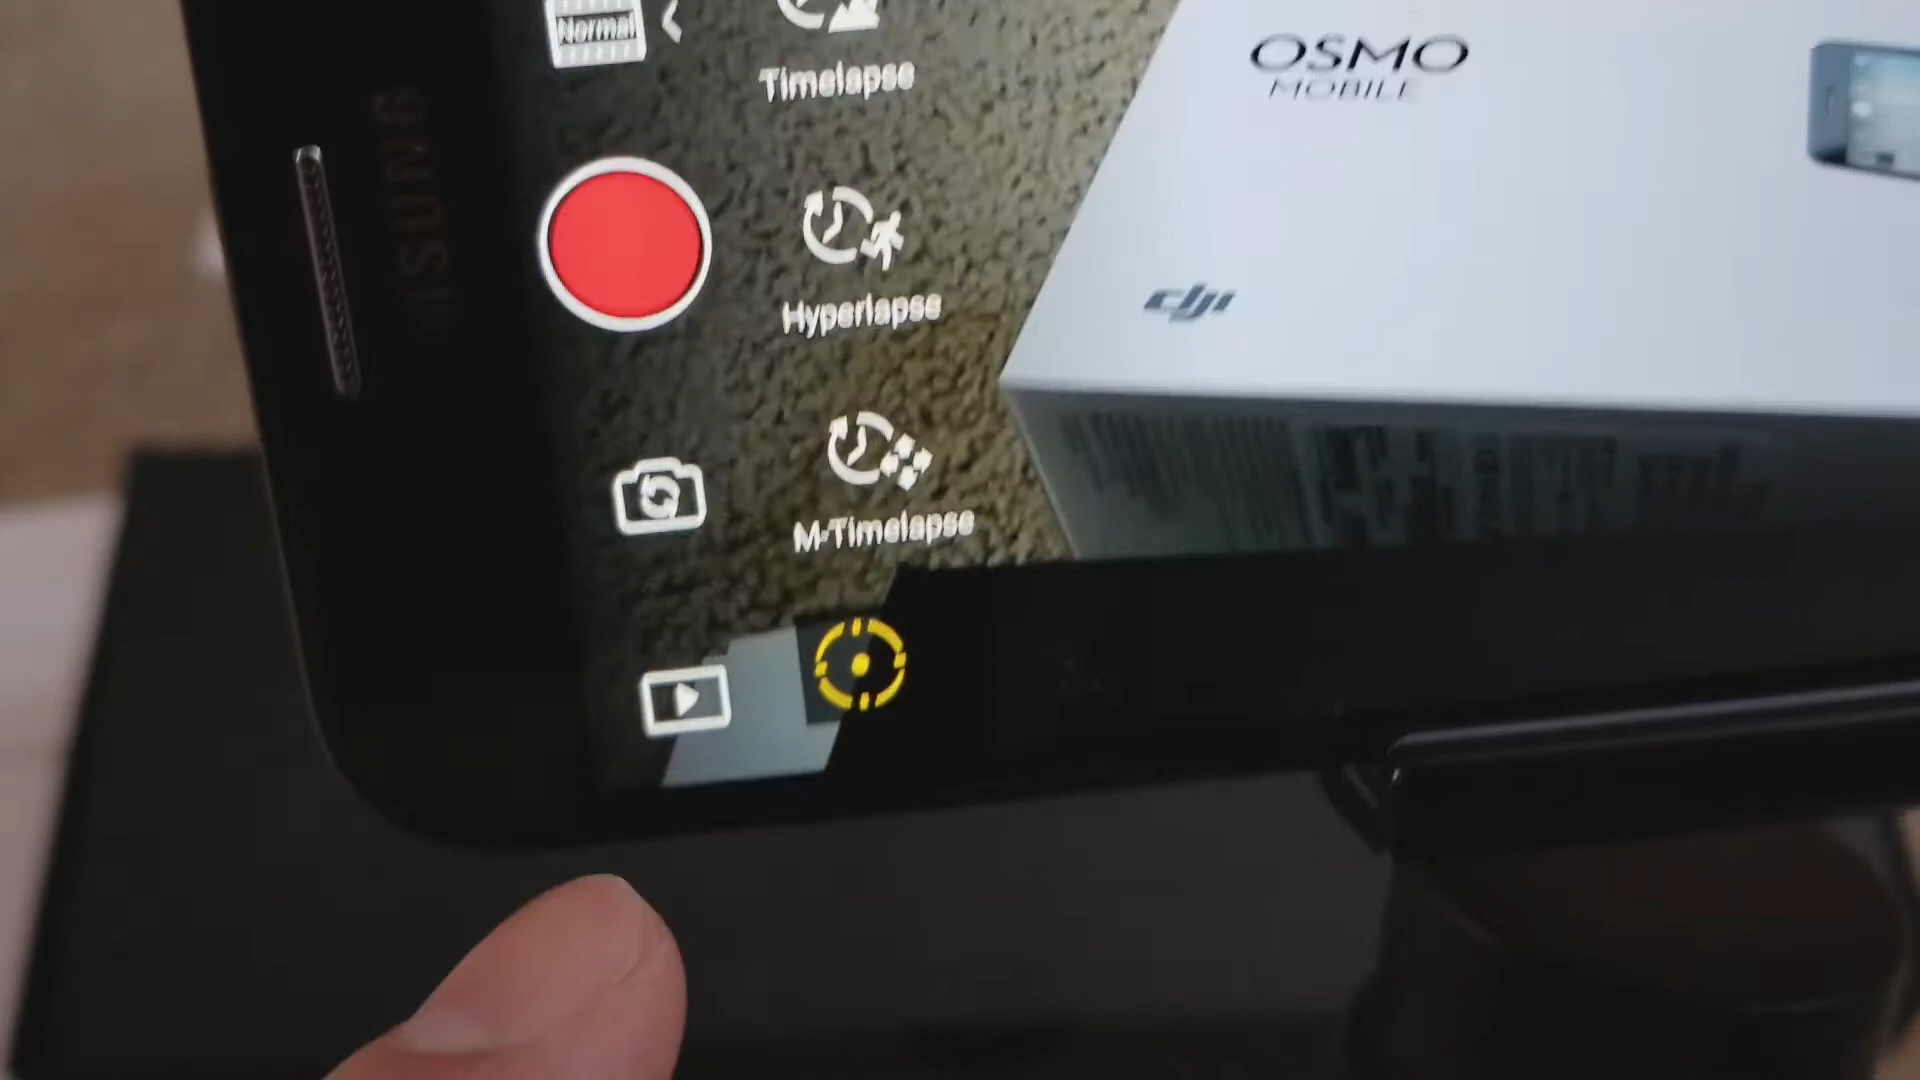 Normal
Timelapse
Hyperlapse
M-Timelapse
OSMO
MOBILE
dji